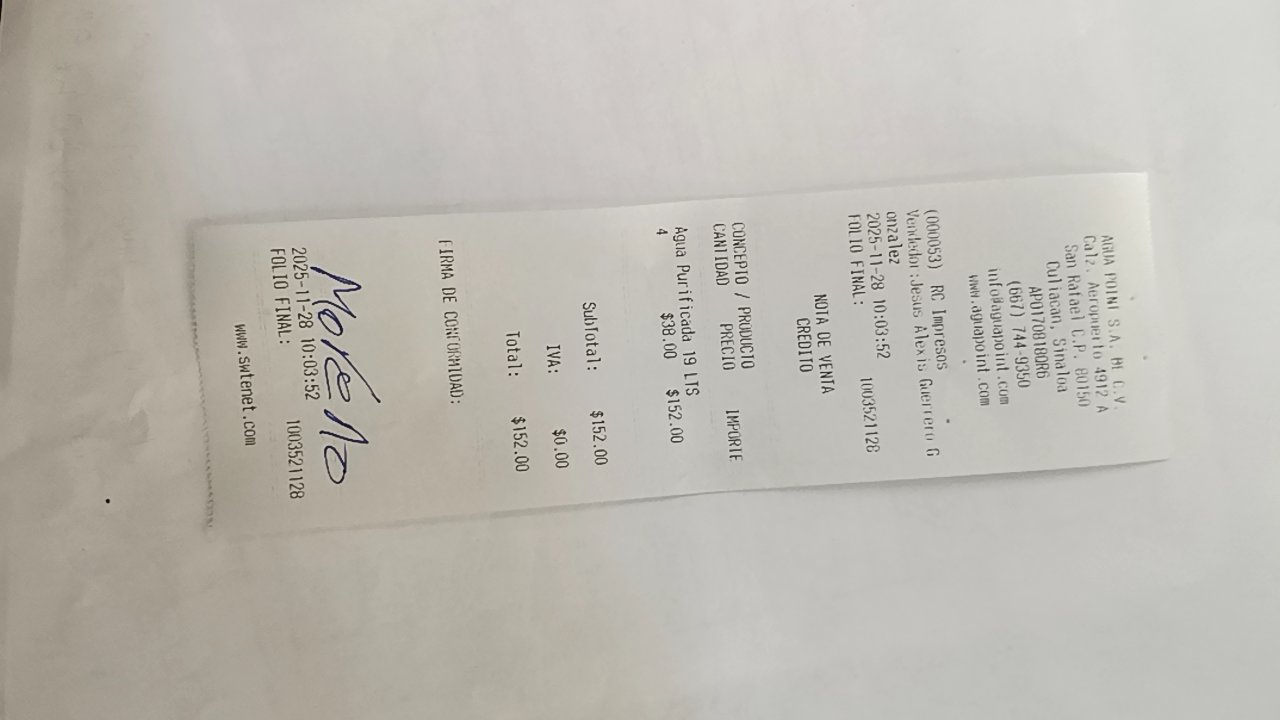 AGUA POINT S.A. DE C.V.
Calz. Aeropuerto 4912 A
San Rafael C.P. 80150
Culiacan, Sinaloa
APO170818QR6
(667) 744-9350
info@aguapoint.com
www.aguapoint.com
(000053) RC Impresos
Vendedor:Jesus Alexis Guerrero G
onzalez
2025-11-28 10:03:52
FOLIO FINAL: 1003521128
NOTA DE VENTA
CREDITO
CONCEPTO / PRODUCTO
CANTIDAD PRECIO IMPORTE
Agua Purificada 19 LTS
4 $38.00 $152.00
SubTotal: $152.00
IVA: $0.00
Total: $152.00
FIRMA DE CONFORMIDAD:
Moreno
2025-11-28 10:03:52
FOLIO FINAL: 1003521128
www.swtenet.com